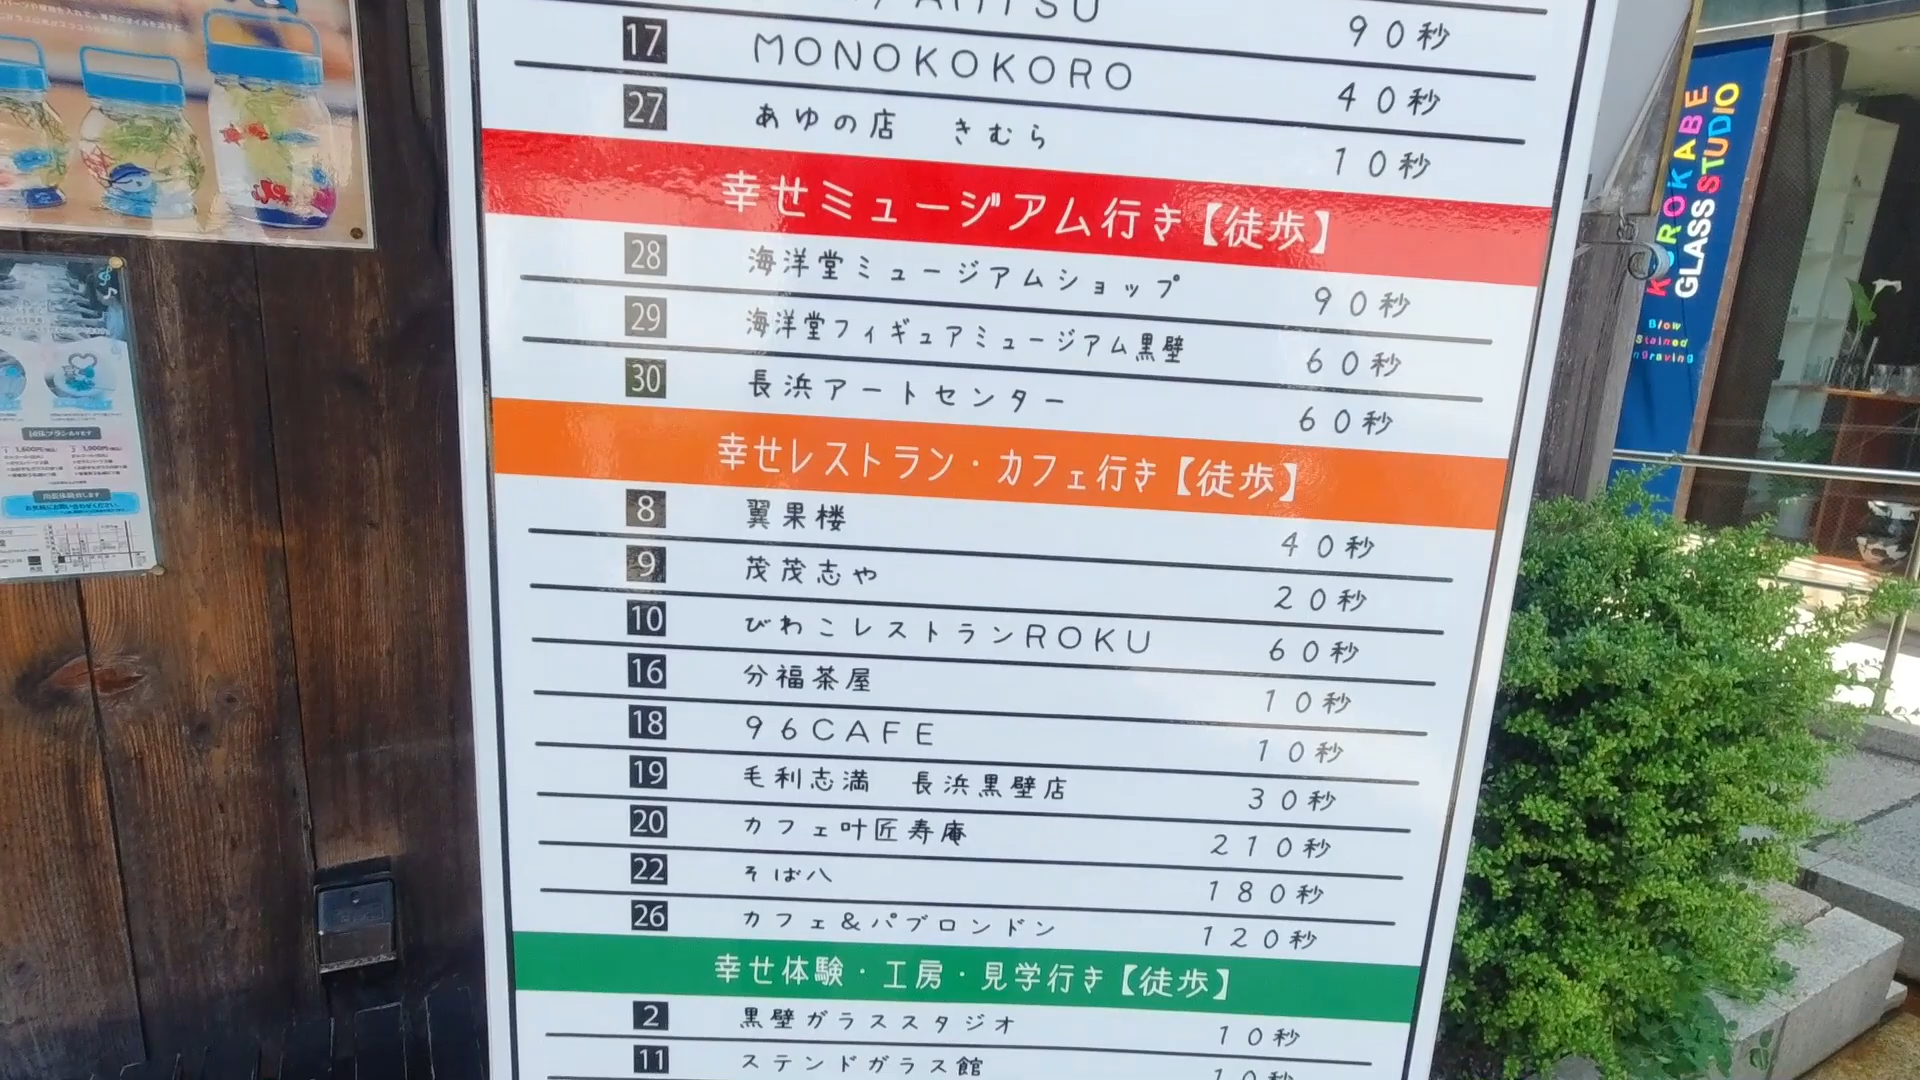 90秒
17 MONOKOKORO 40秒
27 あゆの店 きむら 10秒
幸せミュージアム行き【徒歩】
28 海洋堂ミュージアムショップ 90秒
29 海洋堂フィギュアミュージアム黒壁 60秒
30 長浜アートセンター 60秒
幸せレストラン・カフェ行き【徒歩】
8 翼果楼 40秒
9 茂茂志や 20秒
10 びわこレストランROKU 60秒
16 分福茶屋 10秒
18 96CAFE 10秒
19 毛利志満 長浜黒壁店 30秒
20 カフェ叶匠寿庵 210秒
22 そば八 180秒
26 カフェ&パブロンドン 120秒
幸せ体験・工房・見学行き【徒歩】
2 黒壁ガラススタジオ 10秒
11 ステンドガラス館 10秒
KUROKABE
GLASS STUDIO
Blow
Stained